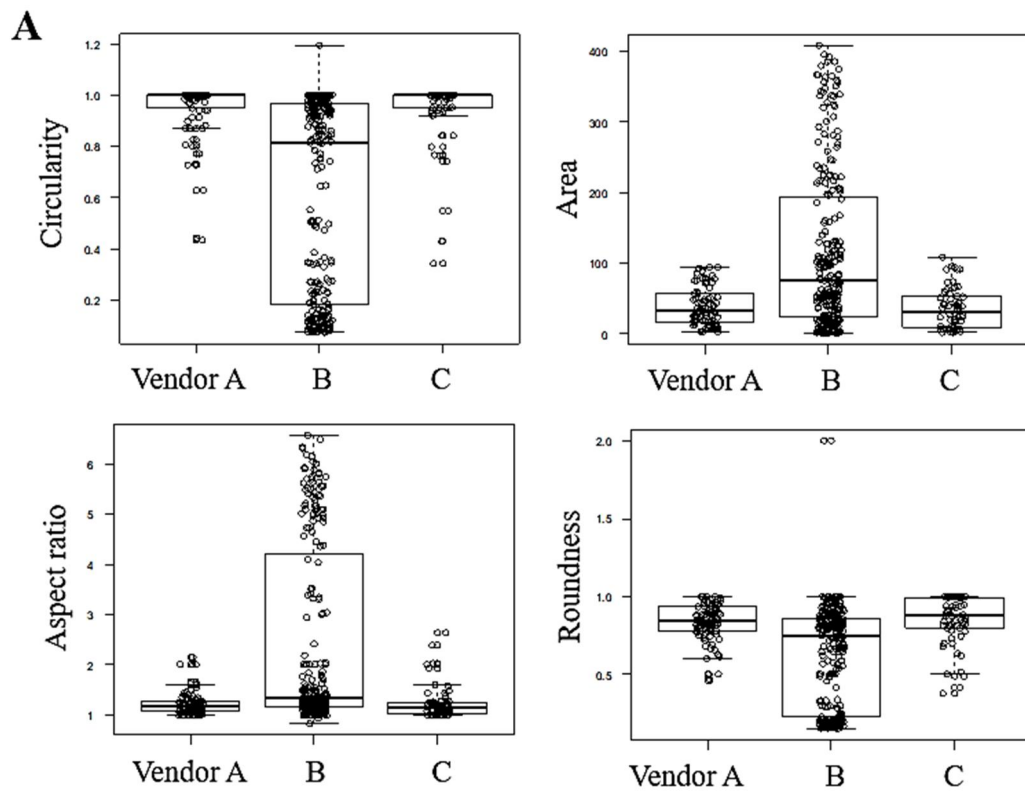 A
Circularity
1.2
1.0
0.8
0.6
0.4
0.2
Vendor A B C
Area
400
300
200
100
0
Vendor A B C
Aspect ratio
6
5
4
3
2
1
Vendor A B C
Roundness
2.0
1.5
1.0
0.5
Vendor A B C